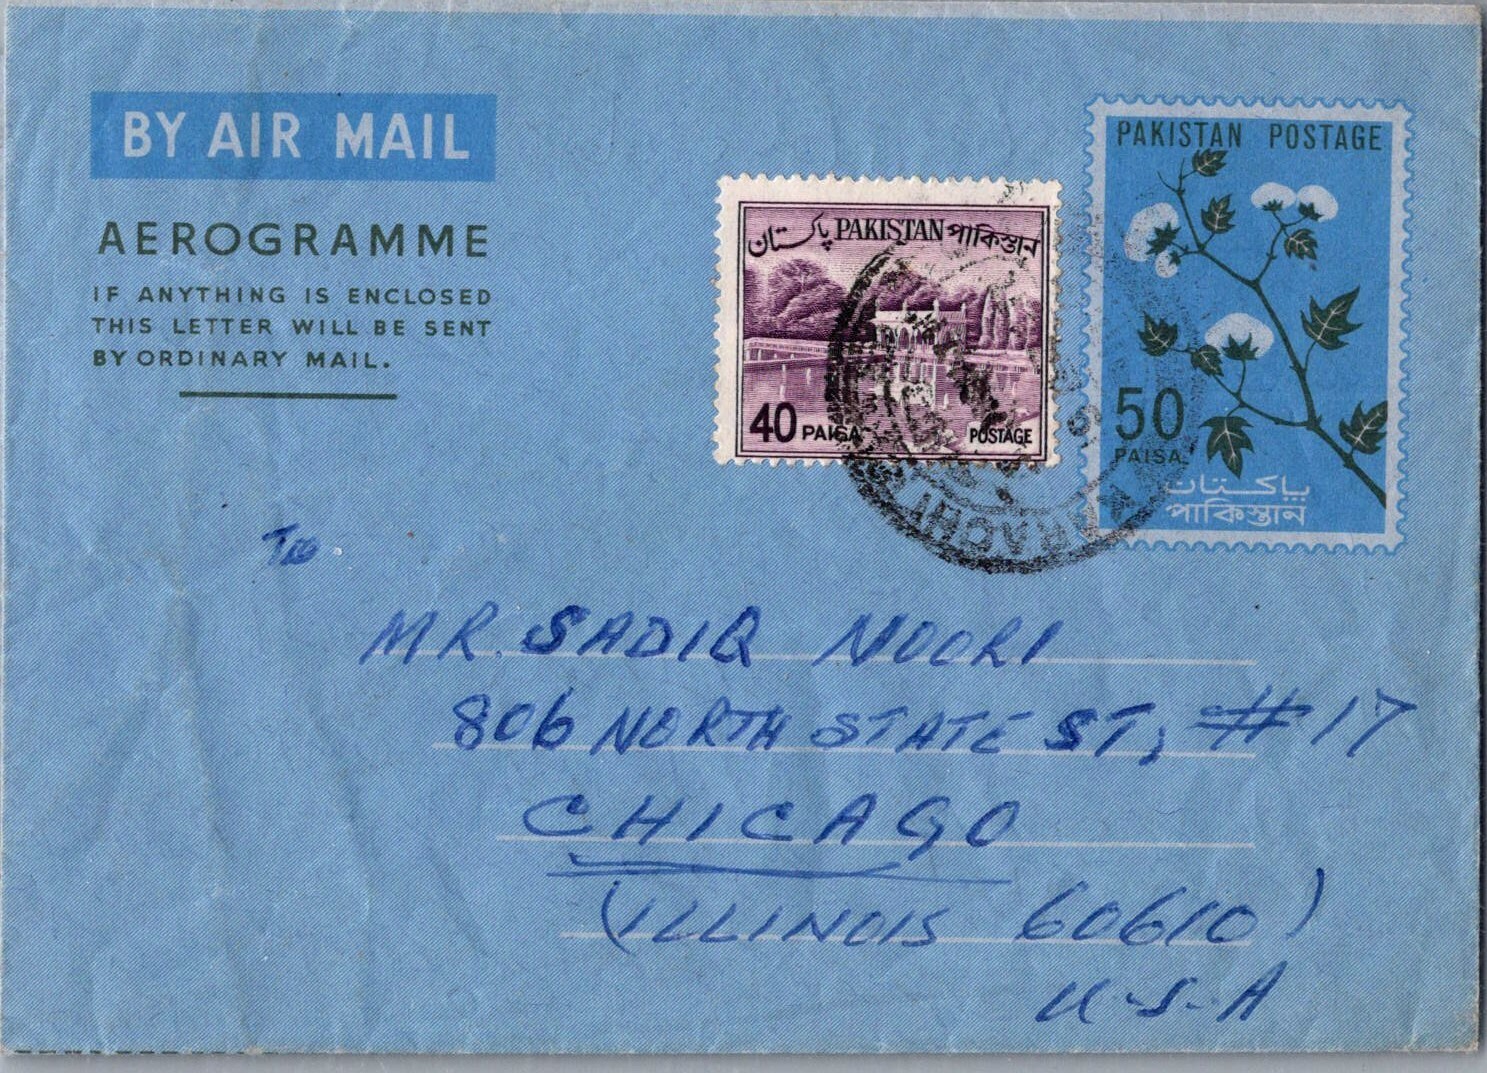 BY AIR MAIL
AEROGRAMME
IF ANYTHING IS ENCLOSED
THIS LETTER WILL BE SENT
BY ORDINARY MAIL.
پاکستان PAKISTAN পাকিস্তান
40 PAISA POSTAGE
KARACHI
PAKISTAN POSTAGE
50
PAISA
پاکستان
পাকিস্তান
To
MR. SADIQ NOORI
806 NORTH STATE ST, # 17
CHICAGO
(ILLINOIS 60610)
U.S.A